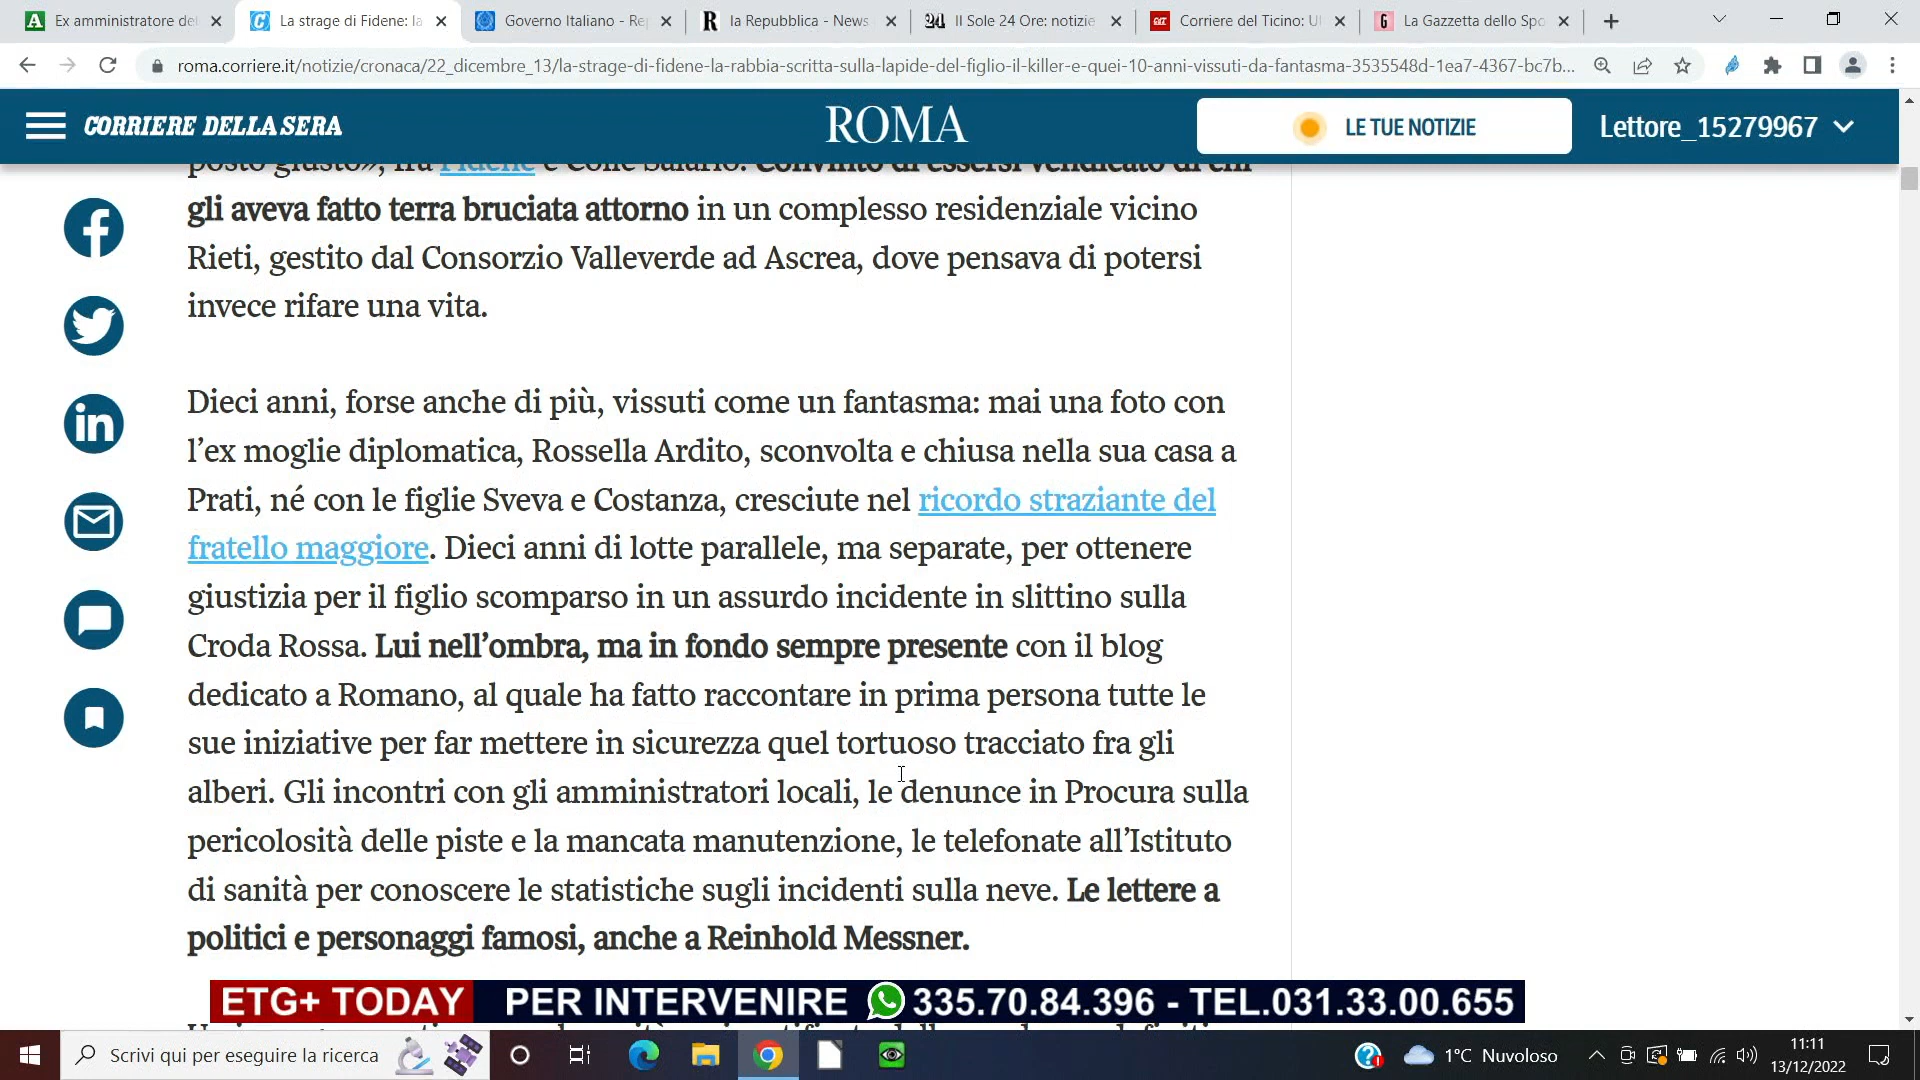 Ex amministratore de
La strage di Fidene: la
Governo Italiano - Re
la Repubblica - News
Il Sole 24 Ore: notizie
Corriere del Ticino: Ul
La Gazzetta dello Spo
roma.corriere.it/notizie/cronaca/22_dicembre_13/la-strage-di-fidene-la-rabbia-scritta-sulla-lapide-del-figlio-il-killer-e-quei-10-anni-vissuti-da-fantasma-3535548d-1ea7-4367-bc7b...
CORRIERE DELLA SERA
ROMA
LE TUE NOTIZIE
Lettore_15279967
posto giusto», fra Fidene e Colle Salario. Convinto di essersi vendicato di chi
gli aveva fatto terra bruciata attorno in un complesso residenziale vicino
Rieti, gestito dal Consorzio Valleverde ad Ascrea, dove pensava di potersi
invece rifare una vita.
Dieci anni, forse anche di più, vissuti come un fantasma: mai una foto con
l’ex moglie diplomatica, Rossella Ardito, sconvolta e chiusa nella sua casa a
Prati, né con le figlie Sveva e Costanza, cresciute nel ricordo straziante del
fratello maggiore. Dieci anni di lotte parallele, ma separate, per ottenere
giustizia per il figlio scomparso in un assurdo incidente in slittino sulla
Croda Rossa. Lui nell’ombra, ma in fondo sempre presente con il blog
dedicato a Romano, al quale ha fatto raccontare in prima persona tutte le
sue iniziative per far mettere in sicurezza quel tortuoso tracciato fra gli
alberi. Gli incontri con gli amministratori locali, le denunce in Procura sulla
pericolosità delle piste e la mancata manutenzione, le telefonate all’Istituto
di sanità per conoscere le statistiche sugli incidenti sulla neve. Le lettere a
politici e personaggi famosi, anche a Reinhold Messner.
ETG+ TODAY PER INTERVENIRE 335.70.84.396 - TEL.031.33.00.655
Scrivi qui per eseguire la ricerca
1°C Nuvoloso
11:11
13/12/2022